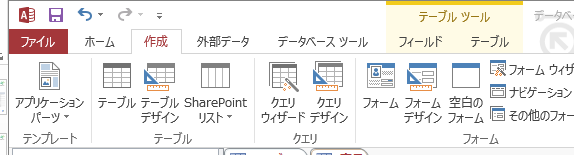 テーブル ツール
データベ
ファイル ホーム 作成 外部データ データベース ツール フィールド テーブル
アプリケーション
パーツ
テーブル
テーブル
デザイン
SharePoint
リスト
クエリ
ウィザード
クエリ
デザイン
フォーム
フォーム
デザイン
空白の
フォーム
フォーム ウィザ
ナビゲーション
その他のフォー
テンプレート テーブル クエリ フォーム